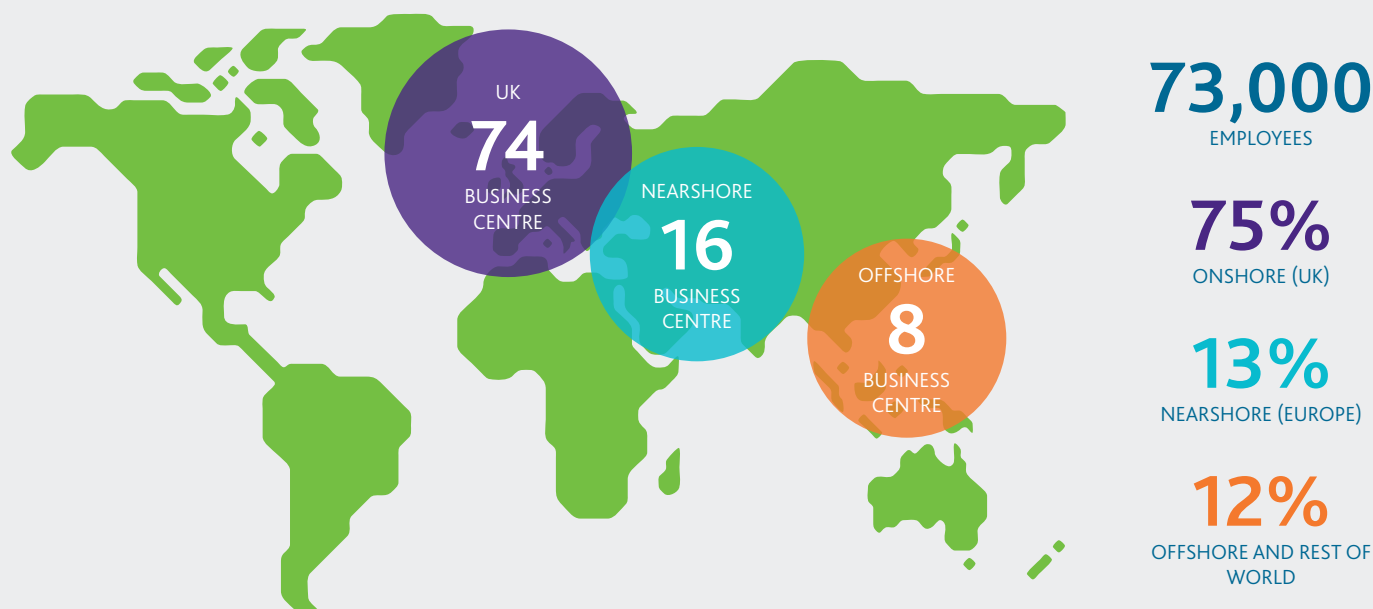 UK
74
BUSINESS
CENTRE
NEARSHORE
16
BUSINESS
CENTRE
OFFSHORE
8
BUSINESS
CENTRE
73,000
EMPLOYEES
75%
ONSHORE (UK)
13%
NEARSHORE (EUROPE)
12%
OFFSHORE AND REST OF
WORLD